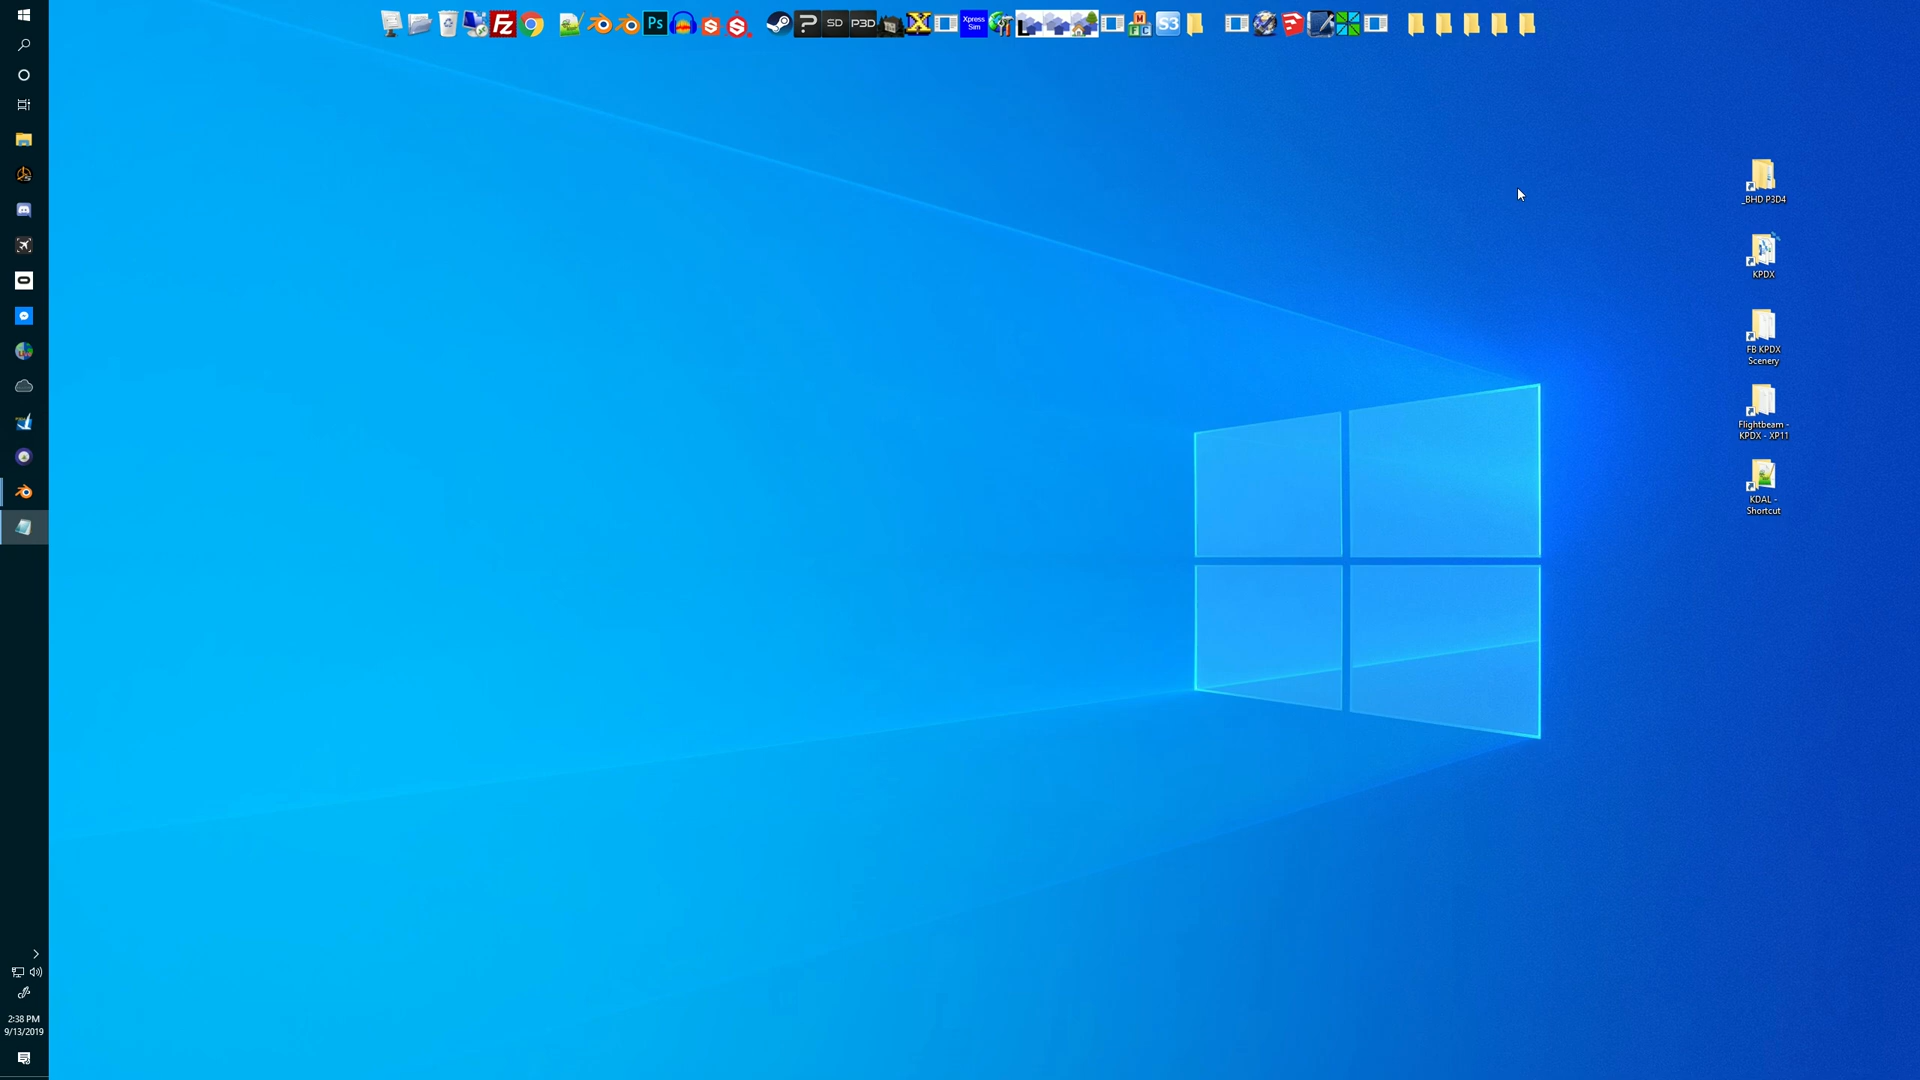 Ps
SD
P3D
Xpress
Sim
L
M
F C
S3
_BHD P3D4
KPDX
FB KPDX
Scenery
Flightbeam -
KPDX - XP11
KDAL -
Shortcut
2:38 PM
9/13/2019